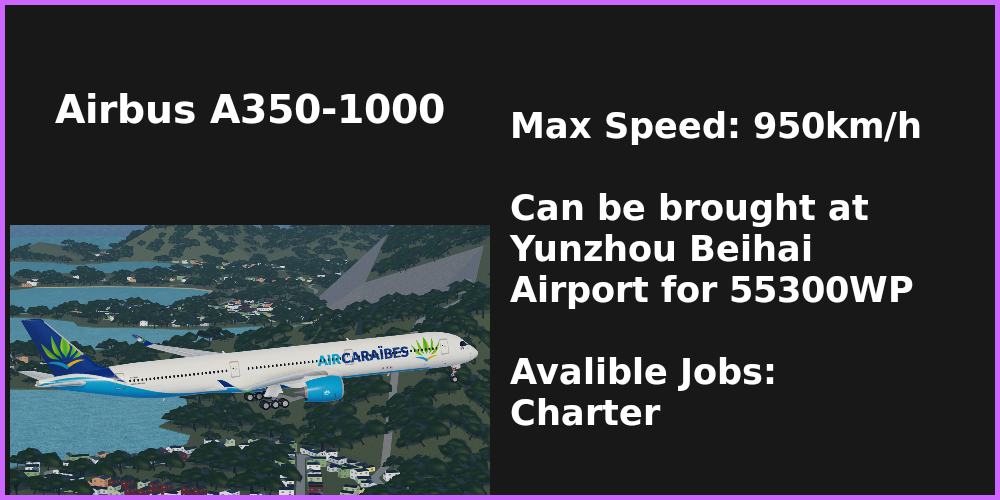 Airbus A350-1000
Max Speed: 950km/h
Can be brought at
Yunzhou Beihai
Airport for 55300WP
Avalible Jobs:
Charter
AIRCARAÏBES